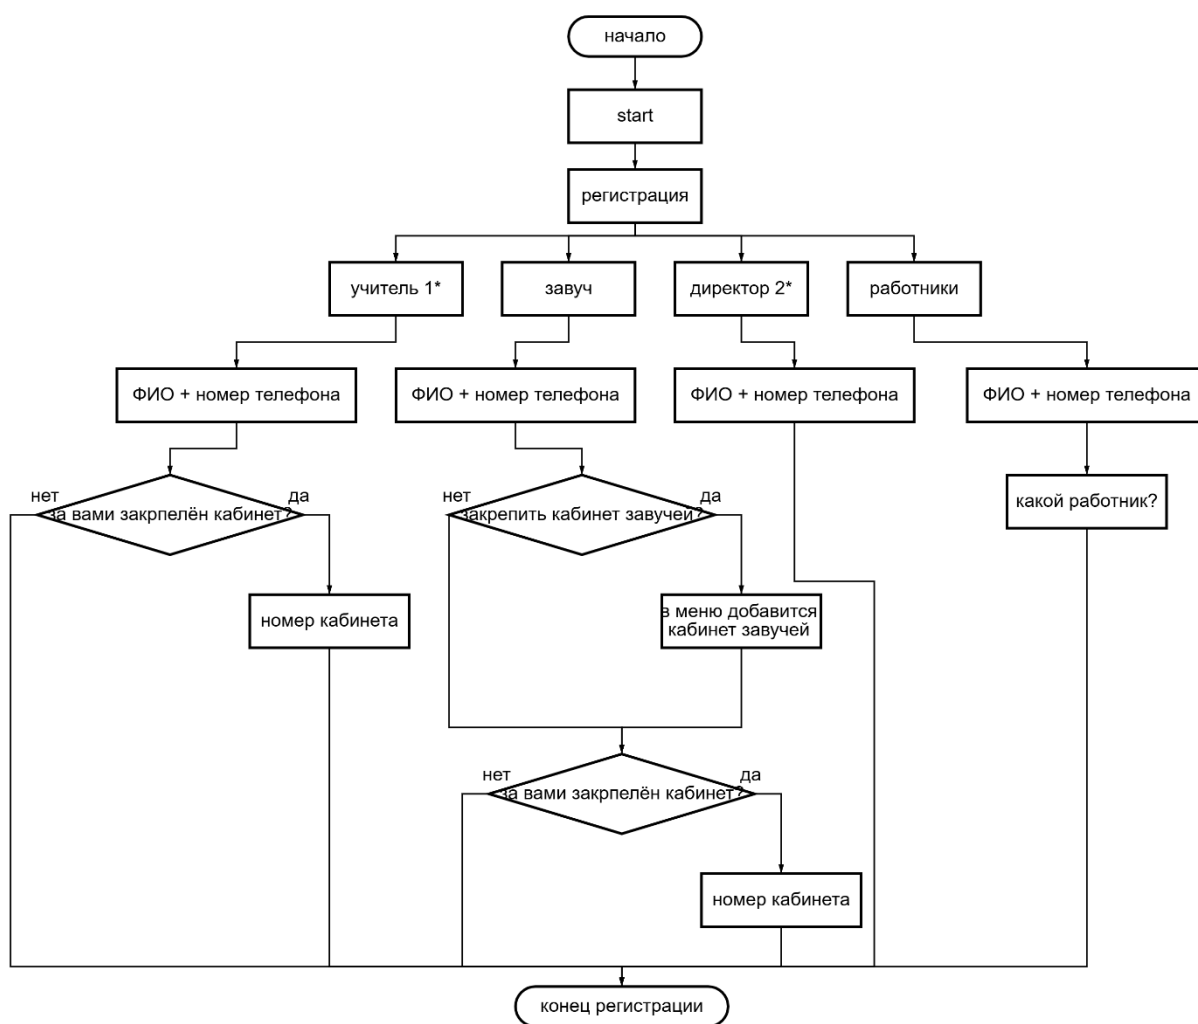 начало
start
регистрация
учитель 1*
завуч
директор 2*
работники
ФИО + номер телефона
ФИО + номер телефона
ФИО + номер телефона
ФИО + номер телефона
нет
да
за вами закрпелён кабинет?
нет
да
закрепить кабинет завучей?
какой работник?
номер кабинета
в меню добавится
кабинет завучей
нет
да
за вами закрпелён кабинет?
номер кабинета
конец регистрации